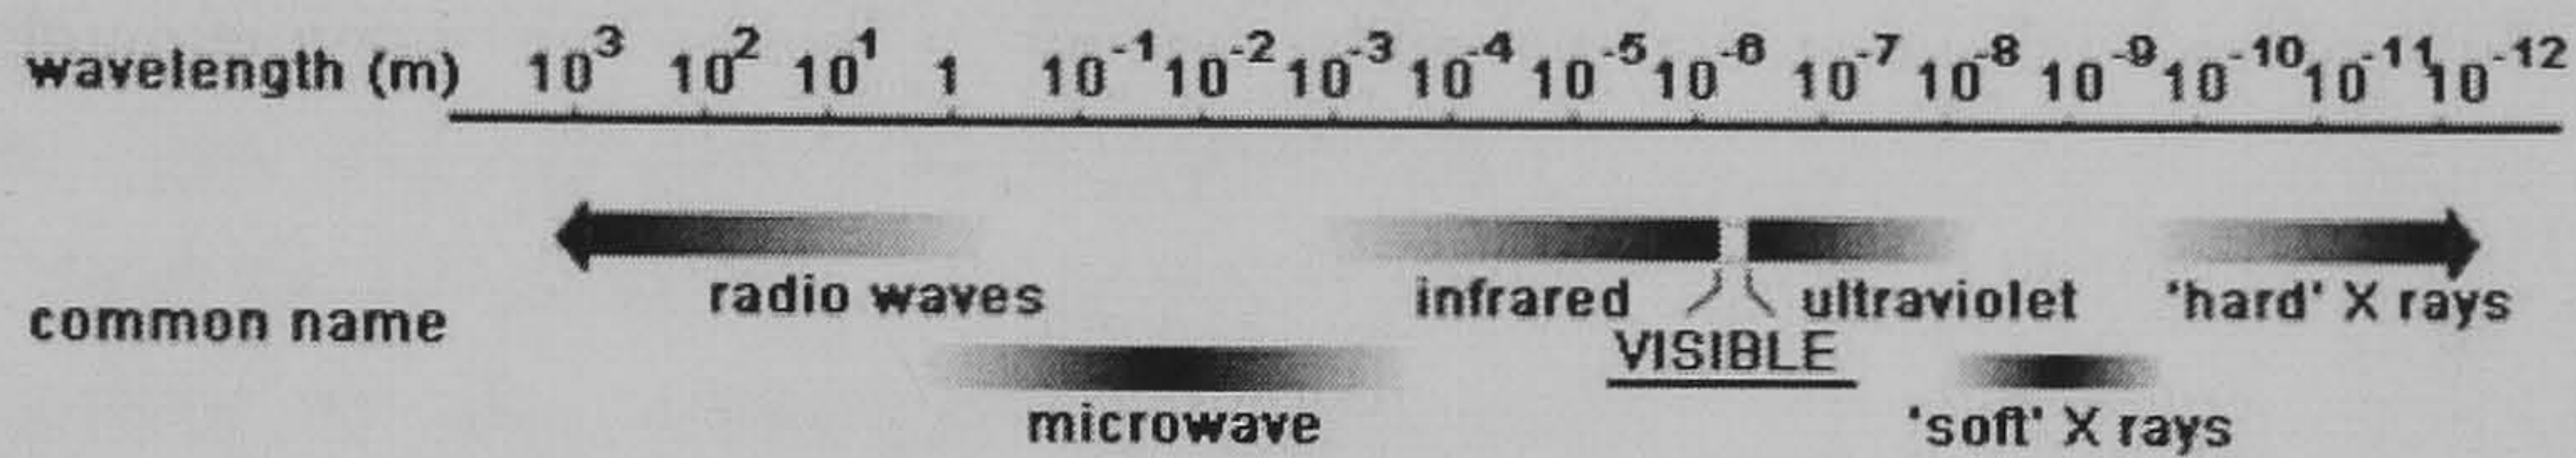 wavelength (m) 10³ 10² 10¹ 1 10⁻¹ 10⁻² 10⁻³ 10⁻⁴ 10⁻⁵ 10⁻⁶ 10⁻⁷ 10⁻⁸ 10⁻⁹ 10⁻¹⁰ 10⁻¹¹ 10⁻¹²
common name
radio waves infrared ultraviolet 'hard' X rays
VISIBLE
microwave 'soft' X rays